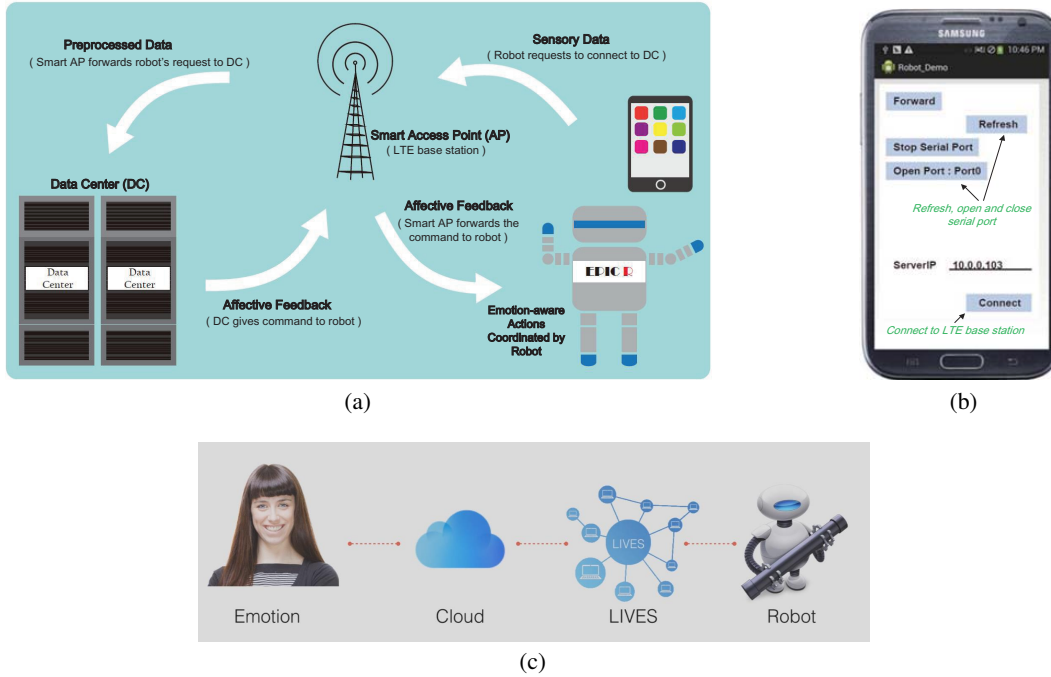 Preprocessed Data
( Smart AP forwards robot's request to DC )
Sensory Data
( Robot requests to connect to DC )
Smart Access Point (AP)
( LTE base station )
Data Center (DC)
Data
Center
Data
Center
Affective Feedback
( Smart AP forwards the
command to robot )
EPIC R
Affective Feedback
( DC gives command to robot )
Emotion-aware
Actions
Coordinated by
Robot
(a)
SAMSUNG
10:46 PM
Robot_Demo
Forward
Refresh
Stop Serial Port
Open Port : Port0
Refresh, open and close
serial port
ServerIP 10.0.0.103
Connect
Connect to LTE base station
(b)
LIVES
Emotion
Cloud
LIVES
Robot
(c)